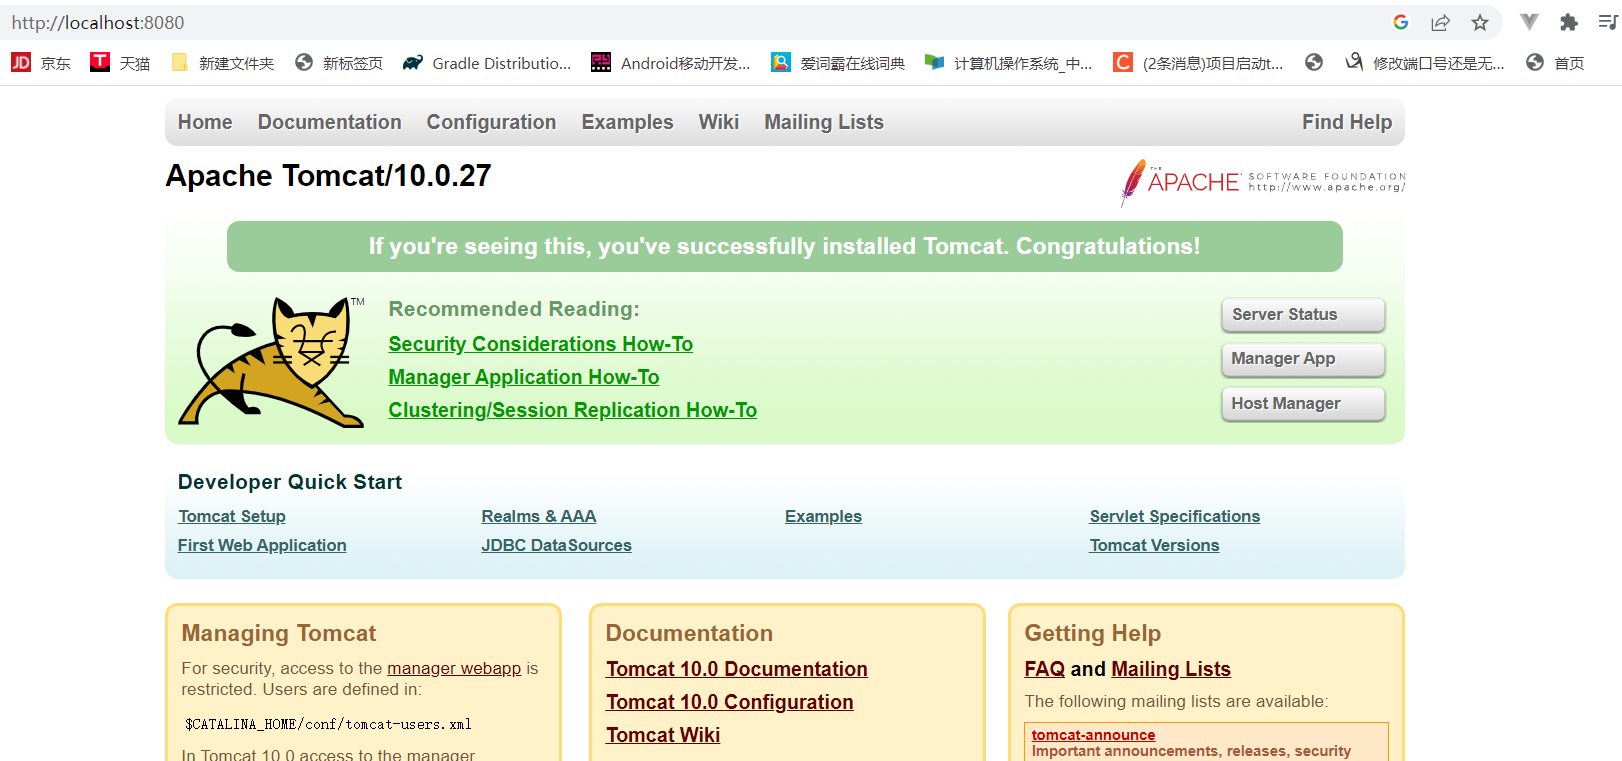 http://localhost:8080
京东 天猫 新建文件夹 新标签页 Gradle Distributio... Android移动开发... 爱词霸在线词典 计算机操作系统_中... (2条消息)项目启动t... 修改端口号还是无... 首页
Home Documentation Configuration Examples Wiki Mailing Lists Find Help
Apache Tomcat/10.0.27
THE APACHE SOFTWARE FOUNDATION
http://www.apache.org/
If you're seeing this, you've successfully installed Tomcat. Congratulations!
TM
Recommended Reading:
Security Considerations How-To
Manager Application How-To
Clustering/Session Replication How-To
Server Status
Manager App
Host Manager
Developer Quick Start
Tomcat Setup Realms & AAA Examples Servlet Specifications
First Web Application JDBC DataSources Tomcat Versions
Managing Tomcat
For security, access to the manager webapp is
restricted. Users are defined in:
$CATALINA_HOME/conf/tomcat-users.xml
In Tomcat 10.0 access to the manager
Documentation
Tomcat 10.0 Documentation
Tomcat 10.0 Configuration
Tomcat Wiki
Getting Help
FAQ and Mailing Lists
The following mailing lists are available:
tomcat-announce
Important announcements, releases, security